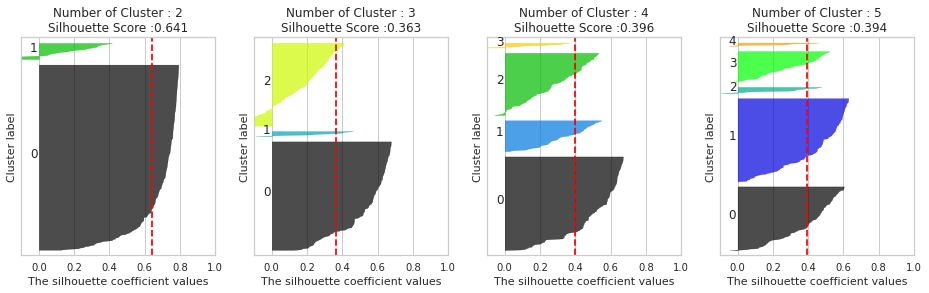 Number of Cluster : 2
Silhouette Score :0.641
Cluster label
1
0
0.0 0.2 0.4 0.6 0.8 1.0
The silhouette coefficient values
Number of Cluster : 3
Silhouette Score :0.363
Cluster label
2
1
0
0.0 0.2 0.4 0.6 0.8 1.0
The silhouette coefficient values
Number of Cluster : 4
Silhouette Score :0.396
Cluster label
3
2
1
0
0.0 0.2 0.4 0.6 0.8 1.0
The silhouette coefficient values
Number of Cluster : 5
Silhouette Score :0.394
Cluster label
4
3
2
1
0
0.0 0.2 0.4 0.6 0.8 1.0
The silhouette coefficient values